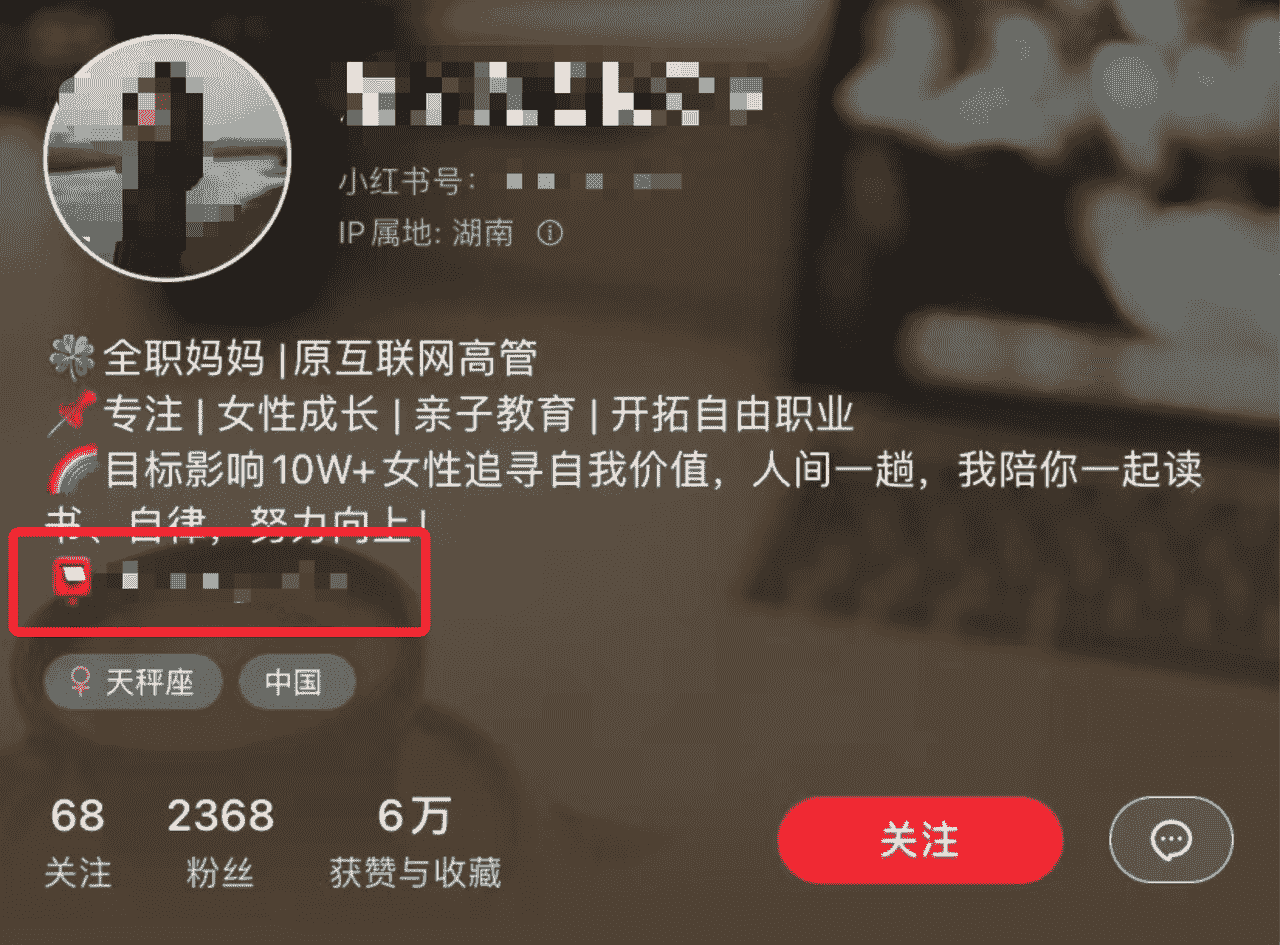 小红书号:
IP属地: 湖南
全职妈妈 | 原互联网高管
专注 | 女性成长 | 亲子教育 | 开拓自由职业
目标影响10W+女性追寻自我价值，人间一趟，我陪你一起读
书、自律，努力向上！
天秤座 中国
68 2368 6万
关注 粉丝 获赞与收藏
关注